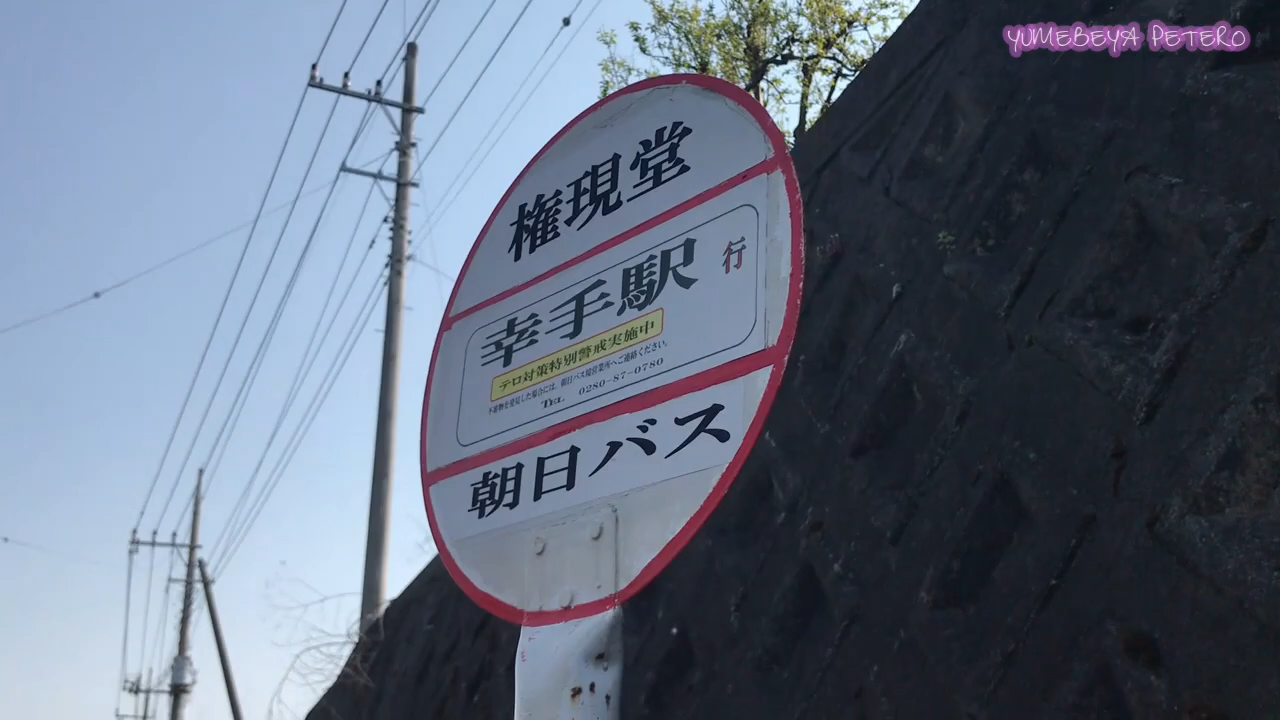 YUMEBEYA PETERO
権現堂
幸手駅 行
テロ対策特別警戒実施中
不審物を発見した場合には、朝日バス境営業所へご連絡ください。
TEL 0280-87-0780
朝日バス